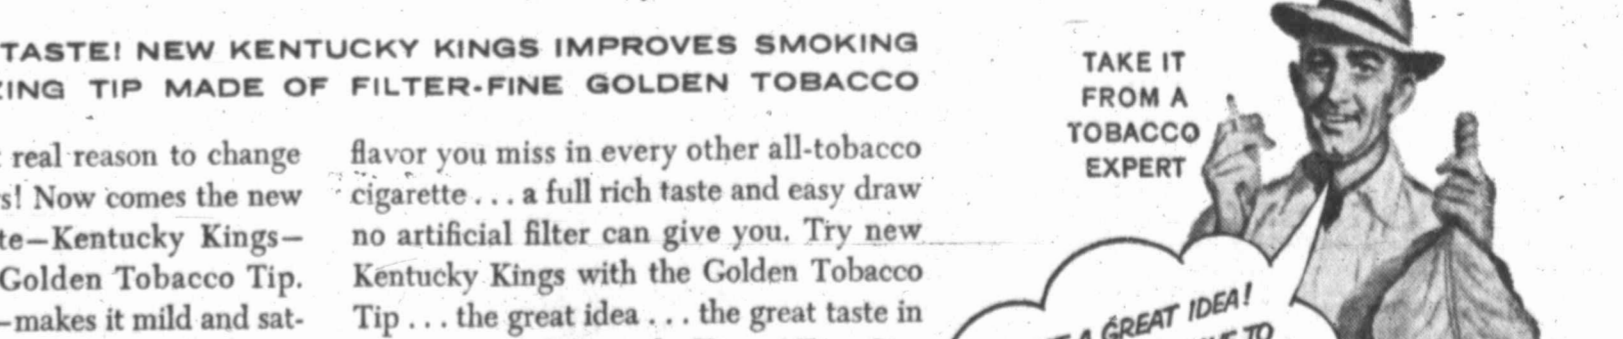 TASTE! NEW KENTUCKY KINGS IMPROVES SMOKING
ING TIP MADE OF FILTER-FINE GOLDEN TOBACCO
real reason to change
s! Now comes the new
te—Kentucky Kings—
Golden Tobacco Tip.
—makes it mild and sat-
flavor you miss in every other all-tobacco
cigarette . . . a full rich taste and easy draw
no artificial filter can give you. Try new
Kentucky Kings with the Golden Tobacco
Tip . . . the great idea . . . the great taste in
TAKE IT
FROM A
TOBACCO
EXPERT
A GREAT IDEA!
TO